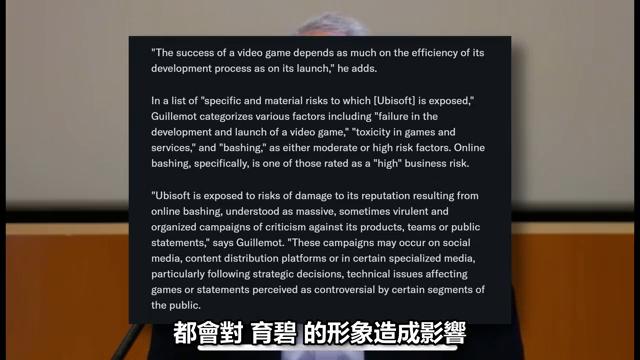 "The success of a video game depends as much on the efficiency of its
development process as on its launch," he adds.
In a list of "specific and material risks to which [Ubisoft] is exposed,"
Guillemot categorizes various factors including "failure in the
development and launch of a video game," "toxicity in games and
services," and "bashing," as either moderate or high risk factors. Online
bashing, specifically, is one of those rated as a "high" business risk.
"Ubisoft is exposed to risks of damage to its reputation resulting from
online bashing, understood as massive, sometimes virulent and
organized campaigns of criticism against its products, teams or public
statements," says Guillemot. "These campaigns may occur on social
media, content distribution platforms or in certain specialized media,
particularly following strategic decisions, technical issues affecting
games or statements perceived as controversial by certain segments of
the public.
都會對 育碧 的形象造成影響